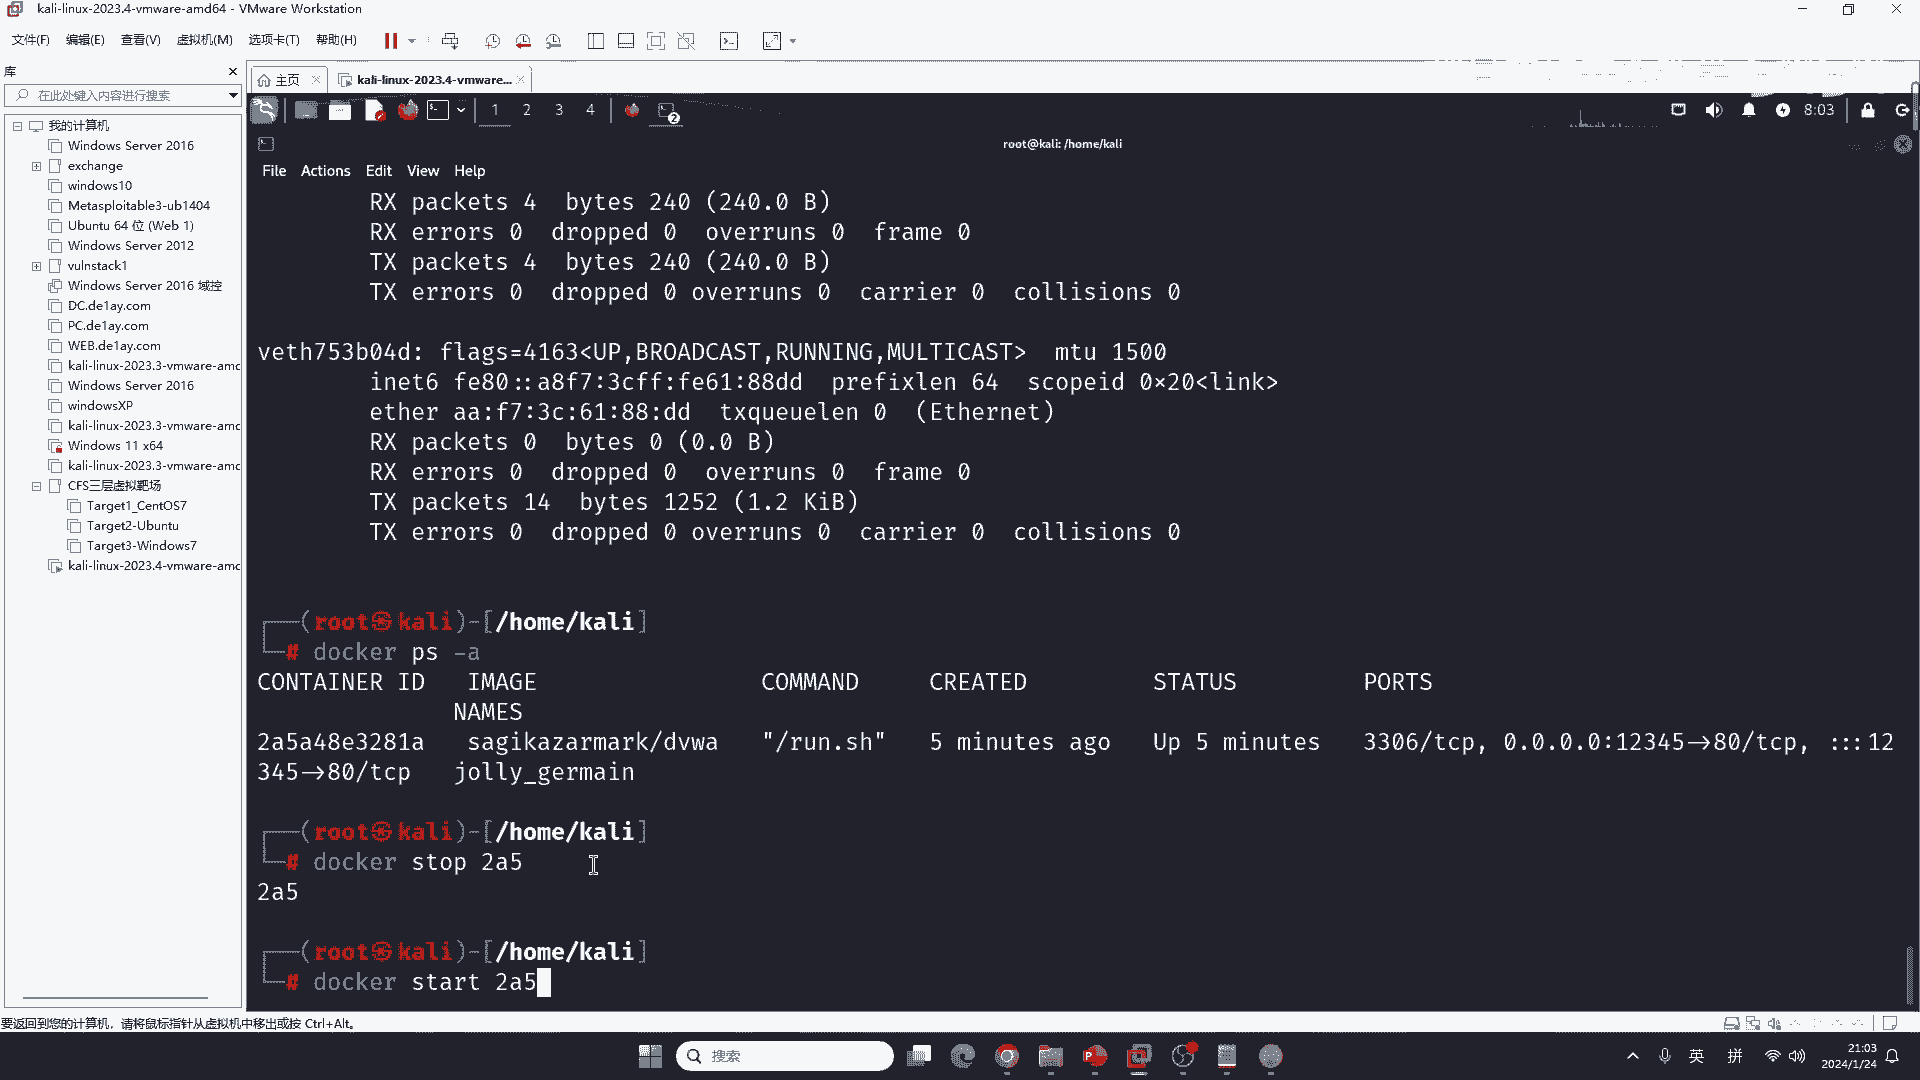 kali-linux-2023.4-vmware-amd64 - VMware Workstation
文件(F) 编辑(E) 查看(V) 虚拟机(M) 选项卡(T) 帮助(H)
库
在此处键入内容进行搜索
我的计算机
Windows Server 2016
exchange
windows10
Metasploitable3-ub1404
Ubuntu 64 位 (Web 1)
Windows Server 2012
vulnstack1
Windows Server 2016 域控
DC.de1ay.com
PC.de1ay.com
WEB.de1ay.com
kali-linux-2023.3-vmware-amd
Windows Server 2016
windowsXP
kali-linux-2023.3-vmware-amd
Windows 11 x64
kali-linux-2023.3-vmware-amd
CFS三层虚拟靶场
Target1_CentOS7
Target2-Ubuntu
Target3-Windows7
kali-linux-2023.4-vmware-amd
主页 kali-linux-2023.4-vmware...
1 2 3 4 2 8:03
root@kali: /home/kali
File Actions Edit View Help
RX packets 4 bytes 240 (240.0 B)
RX errors 0 dropped 0 overruns 0 frame 0
TX packets 4 bytes 240 (240.0 B)
TX errors 0 dropped 0 overruns 0 carrier 0 collisions 0
veth753b04d: flags=4163<UP,BROADCAST,RUNNING,MULTICAST> mtu 1500
inet6 fe80::a8f7:3cff:fe61:88dd prefixlen 64 scopeid 0×20<link>
ether aa:f7:3c:61:88:dd txqueuelen 0 (Ethernet)
RX packets 0 bytes 0 (0.0 B)
RX errors 0 dropped 0 overruns 0 frame 0
TX packets 14 bytes 1252 (1.2 KiB)
TX errors 0 dropped 0 overruns 0 carrier 0 collisions 0
┌──(root㉿kali)-[/home/kali]
└─# docker ps -a
CONTAINER ID IMAGE COMMAND CREATED STATUS PORTS
NAMES
2a5a48e3281a sagikazarmark/dvwa "/run.sh" 5 minutes ago Up 5 minutes 3306/tcp, 0.0.0.0:12345→80/tcp, :::12
345→80/tcp jolly_germain
┌──(root㉿kali)-[/home/kali]
└─# docker stop 2a5
2a5
┌──(root㉿kali)-[/home/kali]
└─# docker start 2a5
要返回到您的计算机，请将鼠标指针从虚拟机中移出或按 Ctrl+Alt。
搜索
英 拼 21:03
2024/1/24